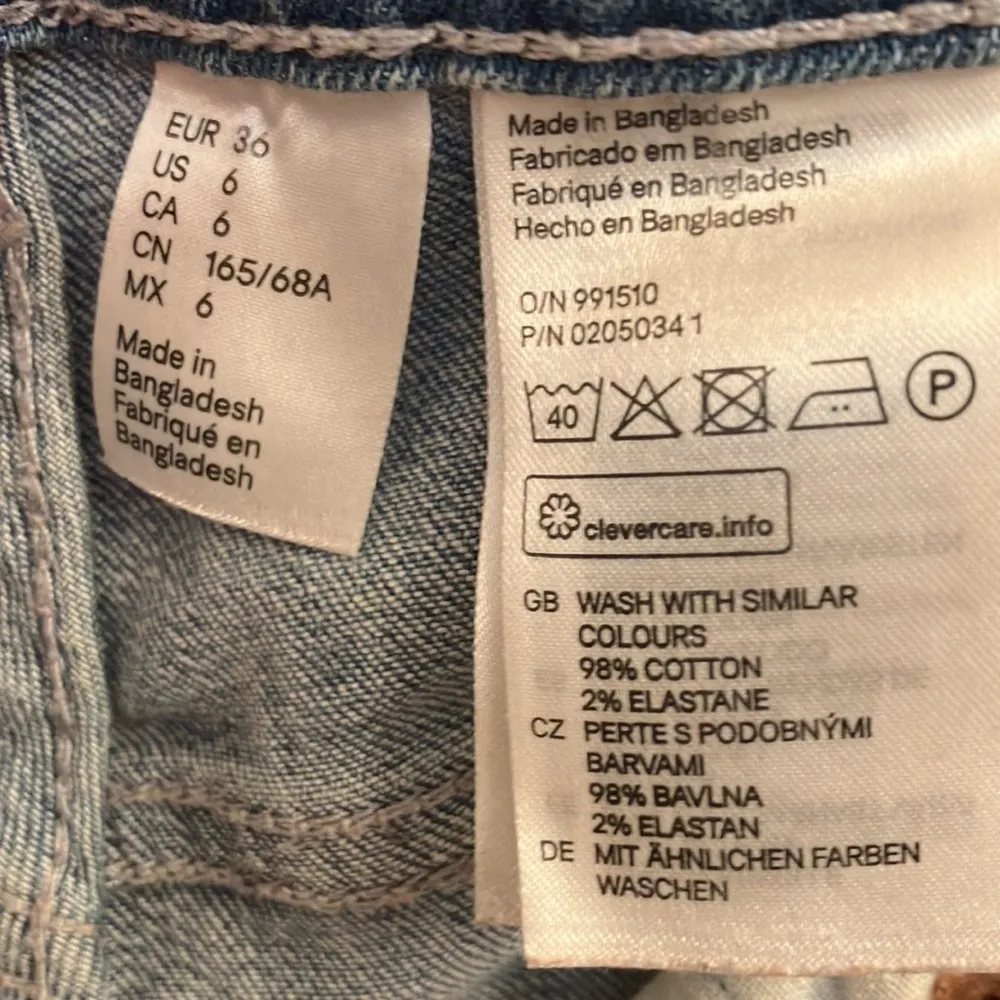 EUR 36
US 6
CA 6
CN 165/68A
MX 6
Made in
Bangladesh
Fabriqué en
Bangladesh
Made in Bangladesh
Fabricado em Bangladesh
Fabriqué en Bangladesh
Hecho en Bangladesh
O/N 991510
P/N 0205034 1
40
P
clevercare.info
GB WASH WITH SIMILAR
COLOURS
98% COTTON
2% ELASTANE
CZ PERTE S PODOBNÝMI
BARVAMI
98% BAVLNA
2% ELASTAN
DE MIT ÄHNLICHEN FARBEN
WASCHEN